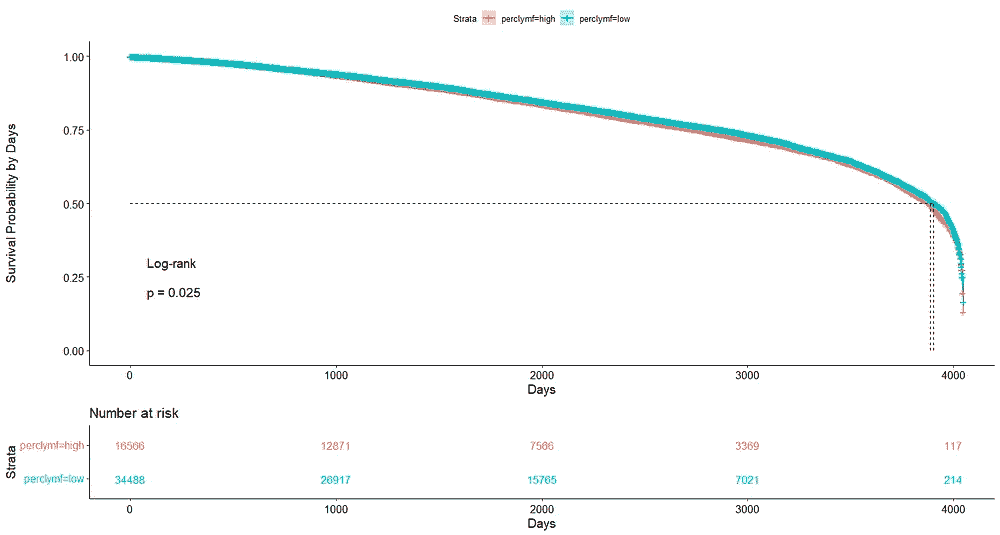 Strata perclymf=high perclymf=low
Survival Probability by Days
1.00
0.75
0.50
0.25
0.00
Log-rank
p = 0.025
0 1000 2000 3000 4000
Days
Number at risk
Strata
perclymf=high 16566 12871 7566 3369 117
perclymf=low 34488 26917 15765 7021 214
0 1000 2000 3000 4000
Days